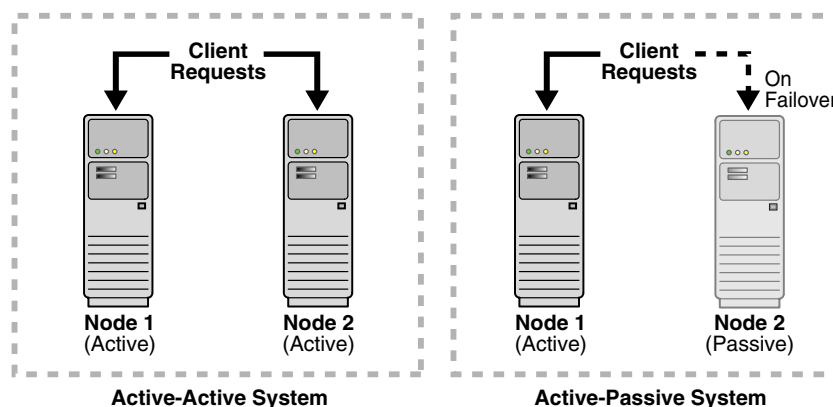 Client
Requests
Node 1
(Active)
Node 2
(Active)
Active-Active System
Client
Requests
On
Failover
Node 1
(Active)
Node 2
(Passive)
Active-Passive System